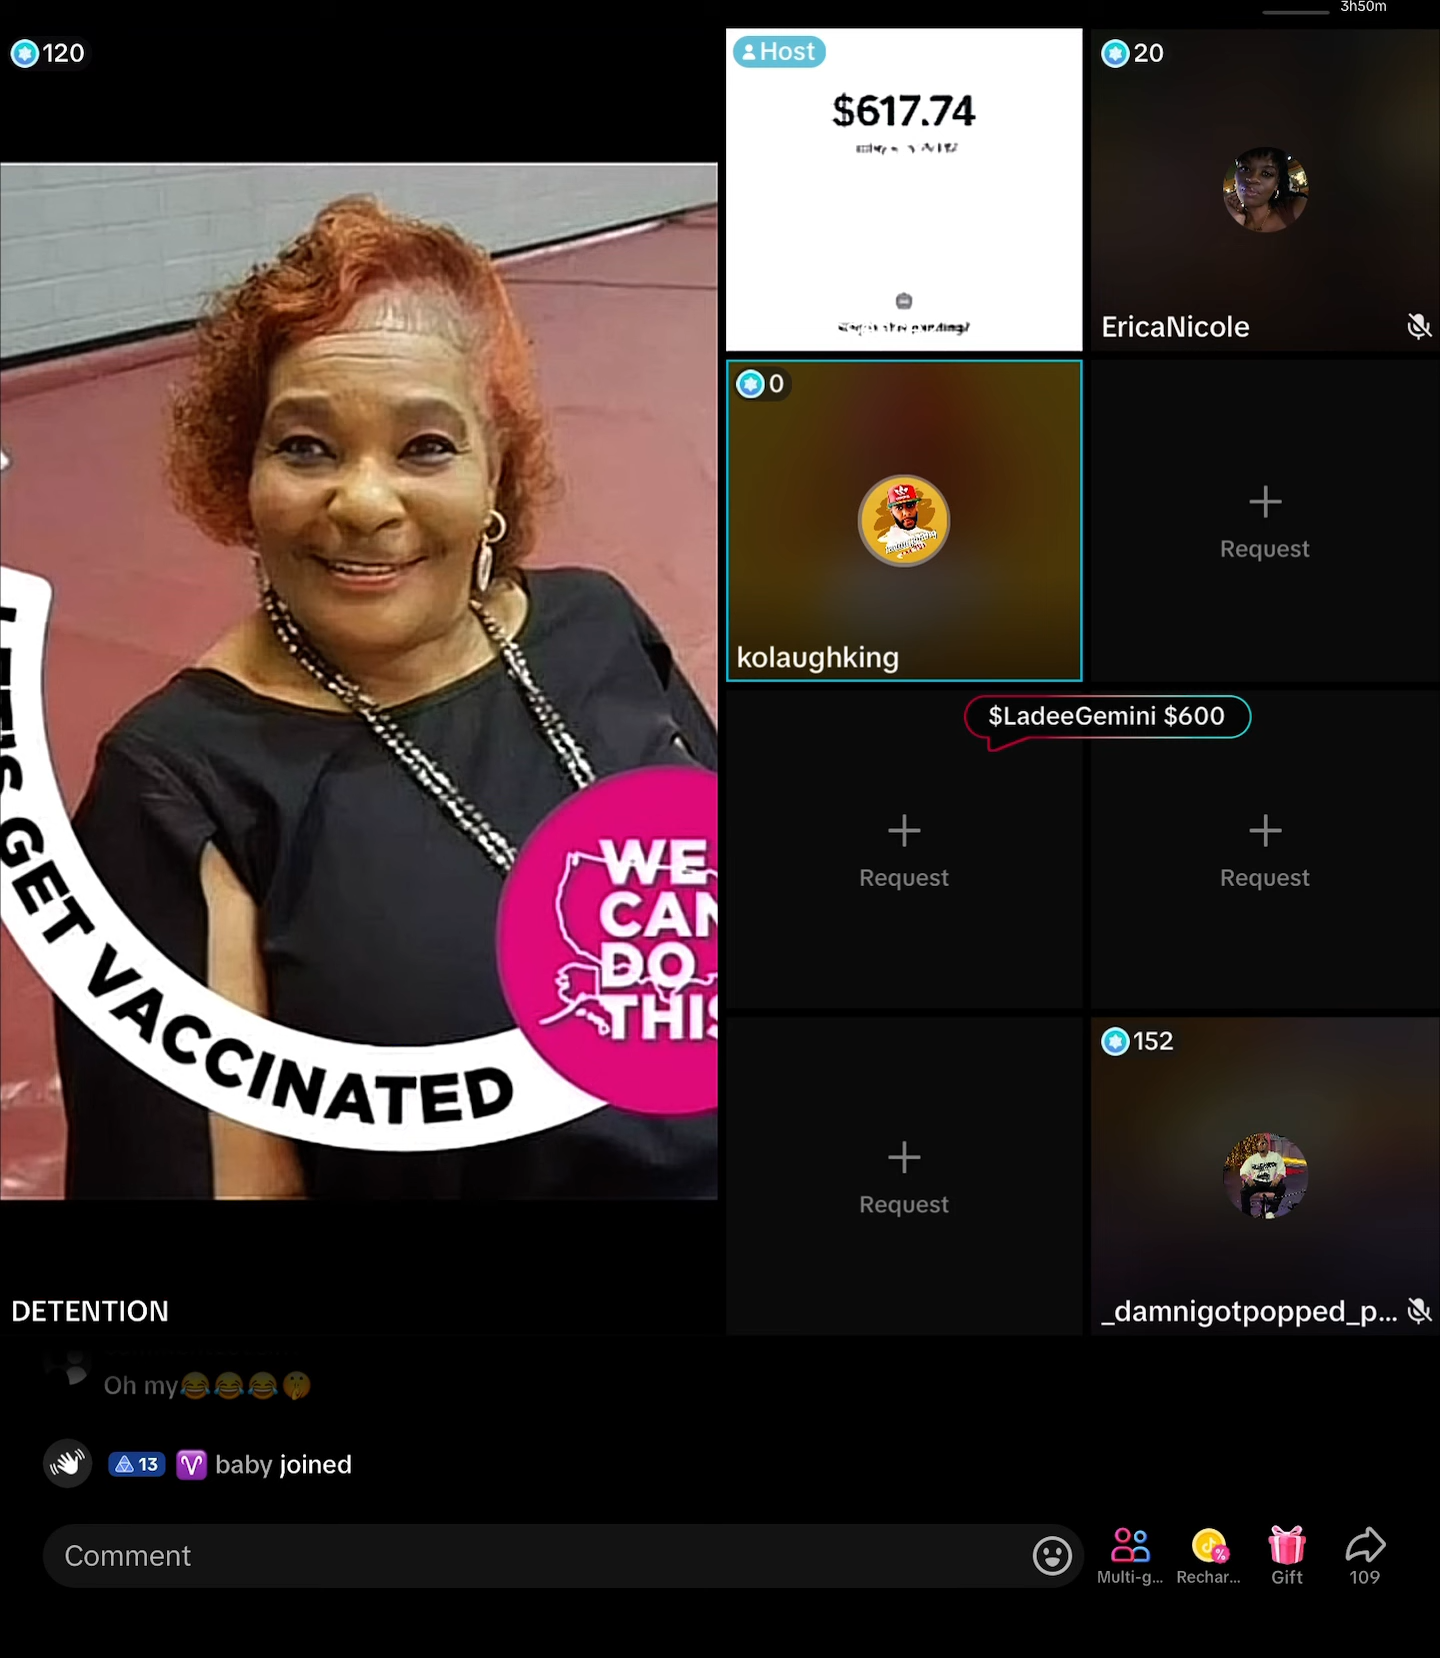 3h50m
120
Host
$617.74
20
EricaNicole
0
kolaughking
Request
$LadeeGemini $600
Request
Request
Request
152
_damnigotpopped_p...
LET'S GET VACCINATED
WE
CAN
DO
THIS
DETENTION
Oh my😂😂😂🤫
13 ♈ baby joined
Comment
Multi-g...
Rechar...
Gift
109